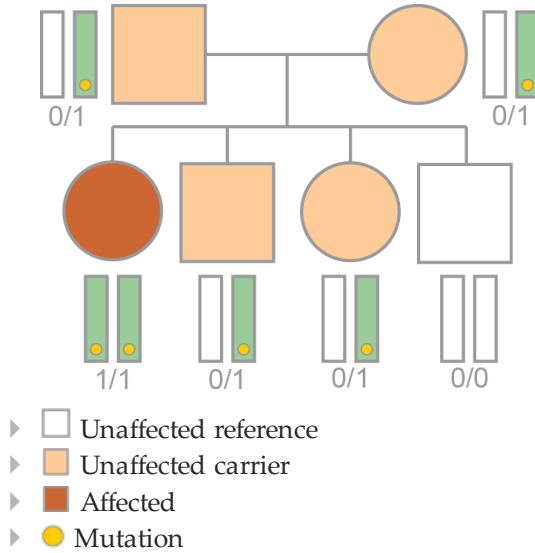 0/1
0/1
1/1
0/1
0/1
0/0
Unaffected reference
Unaffected carrier
Affected
Mutation